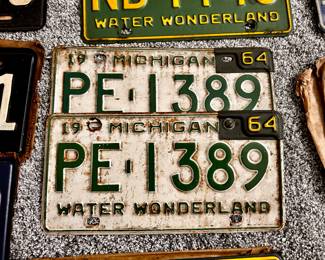 WATER WONDERLAND
19 MICHIGAN 64
PE·1389
19 MICHIGAN 64
PE·1389
WATER WONDERLAND